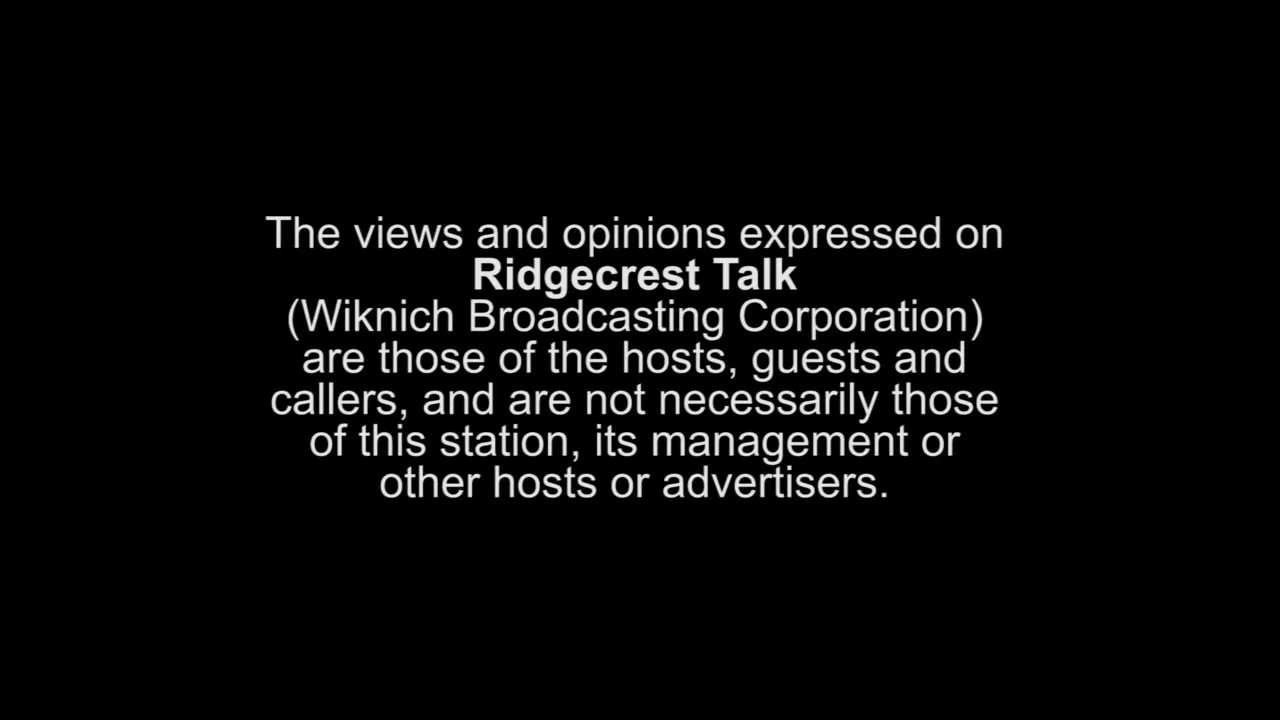 The views and opinions expressed on
Ridgecrest Talk
(Wiknich Broadcasting Corporation)
are those of the hosts, guests and
callers, and are not necessarily those
of this station, its management or
other hosts or advertisers.